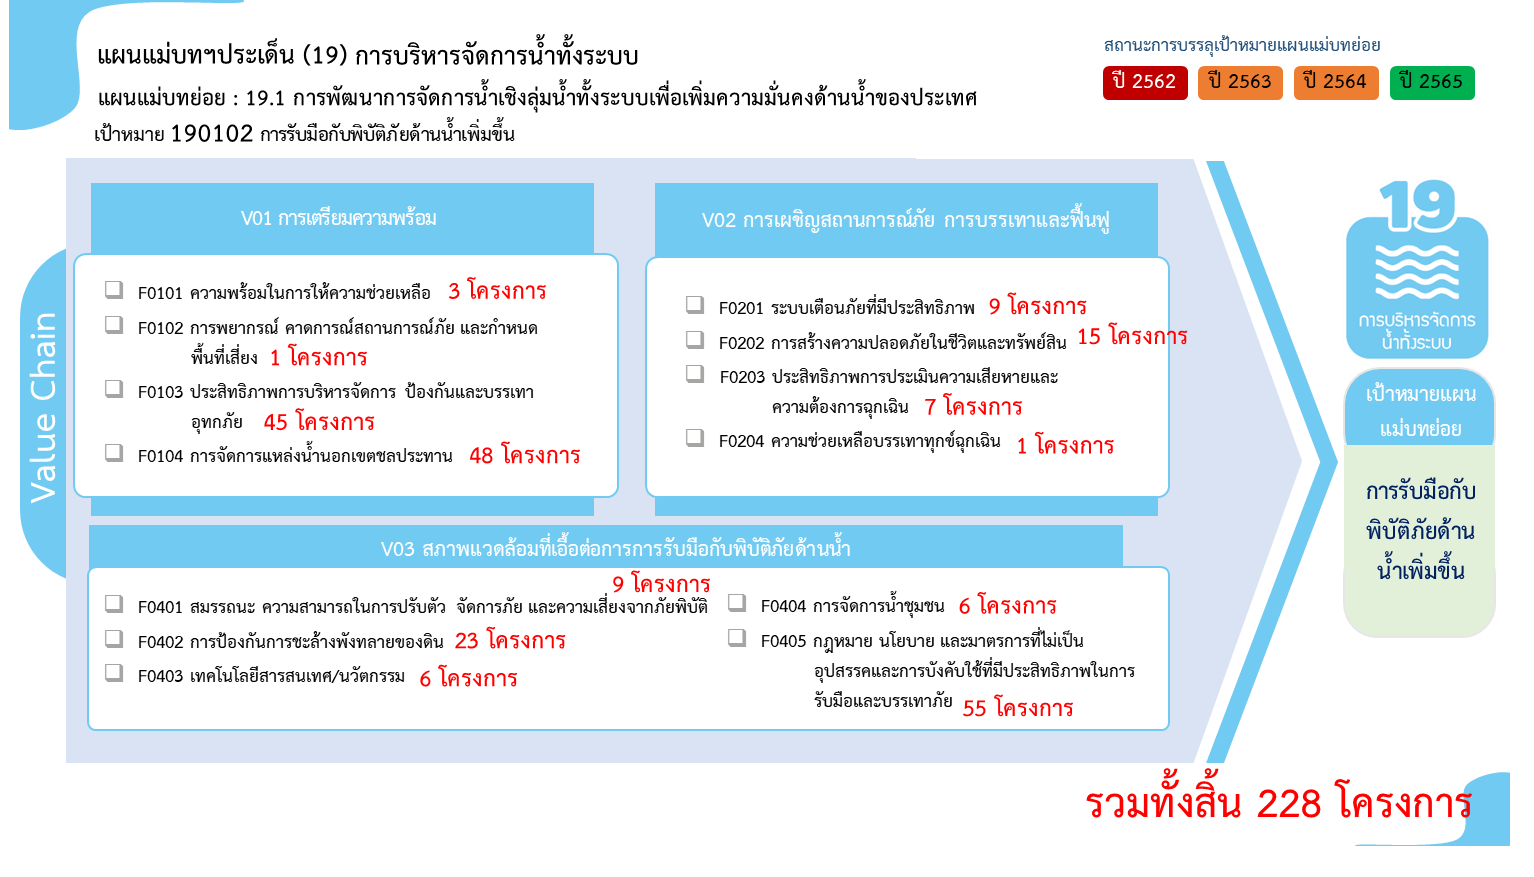 แผนแม่บทฯประเด็น (19) การบริหารจัดการน้ำทั้งระบบ
แผนแม่บทย่อย : 19.1 การพัฒนาการจัดการน้ำเชิงลุ่มน้ำทั้งระบบเพื่อเพิ่มความมั่นคงด้านน้ำของประเทศ
เป้าหมาย 190102 การรับมือกับพิบัติภัยด้านน้ำเพิ่มขึ้น
สถานะการบรรลุเป้าหมายแผนแม่บทย่อย
ปี 2562 ปี 2563 ปี 2564 ปี 2565
Value Chain
V01 การเตรียมความพร้อม
F0101 ความพร้อมในการให้ความช่วยเหลือ 3 โครงการ
F0102 การพยากรณ์ คาดการณ์สถานการณ์ภัย และกำหนด
พื้นที่เสี่ยง 1 โครงการ
F0103 ประสิทธิภาพการบริหารจัดการ ป้องกันและบรรเทา
อุทกภัย 45 โครงการ
F0104 การจัดการแหล่งน้ำนอกเขตชลประทาน 48 โครงการ
V02 การเผชิญสถานการณ์ภัย การบรรเทาและฟื้นฟู
F0201 ระบบเตือนภัยที่มีประสิทธิภาพ 9 โครงการ
F0202 การสร้างความปลอดภัยในชีวิตและทรัพย์สิน 15 โครงการ
F0203 ประสิทธิภาพการประเมินความเสียหายและ
ความต้องการฉุกเฉิน 7 โครงการ
F0204 ความช่วยเหลือบรรเทาทุกข์ฉุกเฉิน 1 โครงการ
V03 สภาพแวดล้อมที่เอื้อต่อการการรับมือกับพิบัติภัยด้านน้ำ
9 โครงการ
F0401 สมรรถนะ ความสามารถในการปรับตัว จัดการภัย และความเสี่ยงจากภัยพิบัติ
F0402 การป้องกันการชะล้างพังทลายของดิน 23 โครงการ
F0403 เทคโนโลยีสารสนเทศ/นวัตกรรม 6 โครงการ
F0404 การจัดการน้ำชุมชน 6 โครงการ
F0405 กฎหมาย นโยบาย และมาตรการที่ไม่เป็น
อุปสรรคและการบังคับใช้ที่มีประสิทธิภาพในการ
รับมือและบรรเทาภัย 55 โครงการ
19
การบริหารจัดการ
น้ำทั้งระบบ
เป้าหมายแผน
แม่บทย่อย
การรับมือกับ
พิบัติภัยด้าน
น้ำเพิ่มขึ้น
รวมทั้งสิ้น 228 โครงการ